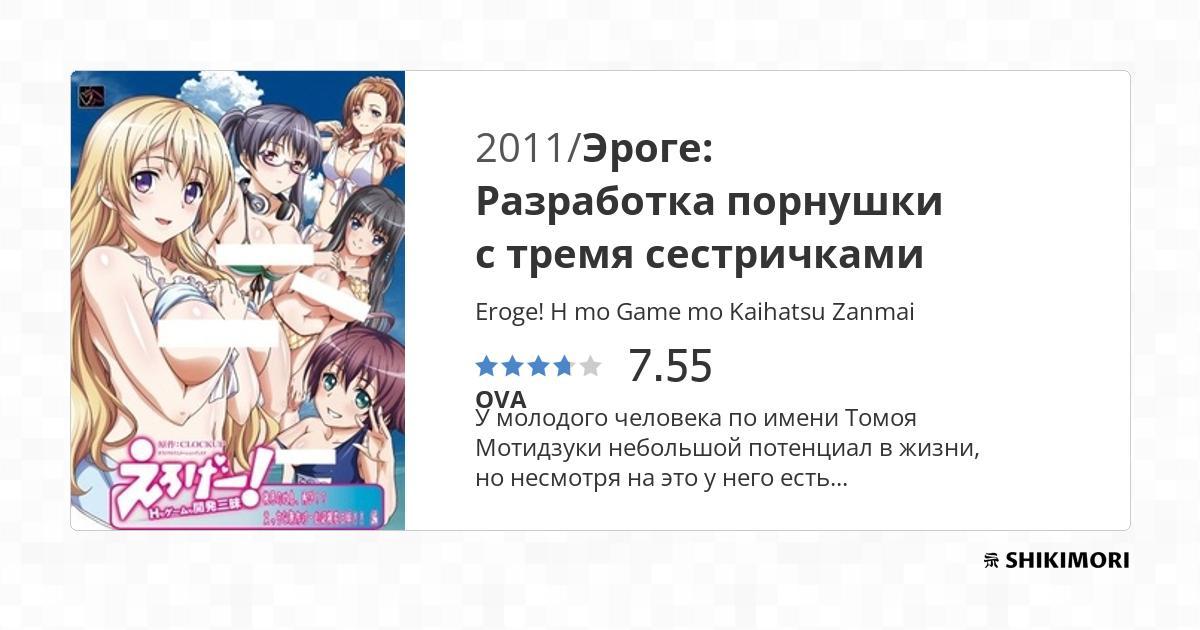 2011/Эроге:
Разработка порнушки
с тремя сестричками
Eroge! H mo Game mo Kaihatsu Zanmai
7.55
OVA
У молодого человека по имени Томоя
Мотидзуки небольшой потенциал в жизни,
но несмотря на это у него есть...
原作:CLOCKUP
えろげー!
Hもゲームも開発三昧
SHIKIMORI